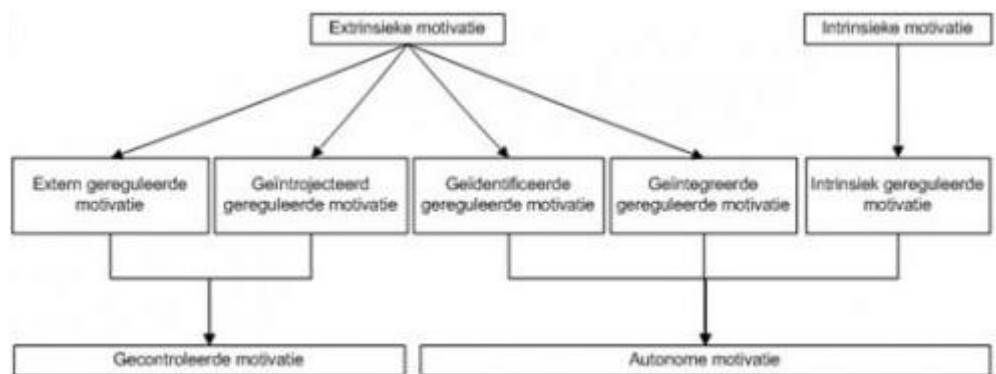 Extrinsieke motivatie
Intrinsieke motivatie
Extern gereguleerde
motivatie
Geïntrojecteerd
gereguleerde motivatie
Geïdentificeerde
gereguleerde motivatie
Geïntegreerde
gereguleerde motivatie
Intrinsiek gereguleerde
motivatie
Gecontroleerde motivatie
Autonome motivatie